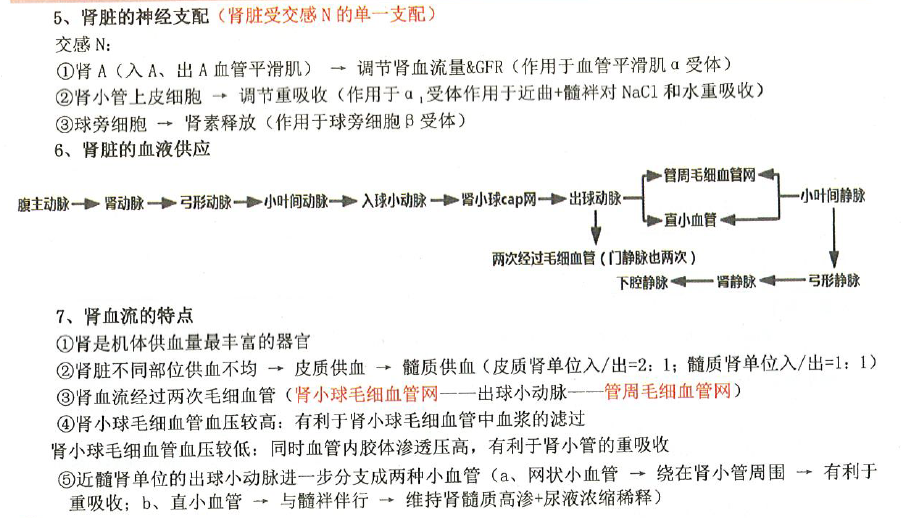 5、肾脏的神经支配（肾脏受交感 N 的单一支配）
交感 N：
①肾 A（入 A、出 A 血管平滑肌） → 调节肾血流量&GFR（作用于血管平滑肌 α 受体）
②肾小管上皮细胞 → 调节重吸收（作用于 α₁受体作用于近曲+髓袢对 NaCl 和水重吸收）
③球旁细胞 → 肾素释放（作用于球旁细胞 β 受体）
6、肾脏的血液供应
管周毛细血管网
腹主动脉→肾动脉→弓形动脉→小叶间动脉→入球小动脉→肾小球cap网→出球动脉 小叶间静脉
直小血管
两次经过毛细血管（门静脉也两次）
下腔静脉←肾静脉←弓形静脉
7、肾血流的特点
①肾是机体供血量最丰富的器官
②肾脏不同部位供血不均 → 皮质供血 → 髓质供血（皮质肾单位入/出=2：1；髓质肾单位入/出=1：1）
③肾血流经过两次毛细血管（肾小球毛细血管网——出球小动脉——管周毛细血管网）
④肾小球毛细血管血压较高：有利于肾小球毛细血管中血浆的滤过
肾小球毛细血管血压较低：同时血管内胶体渗透压高，有利于肾小管的重吸收
⑤近髓肾单位的出球小动脉进一步分支成两种小血管（a、网状小血管 → 绕在肾小管周围 → 有利于
重吸收；b、直小血管 → 与髓袢伴行 → 维持肾髓质高渗+尿液浓缩稀释）